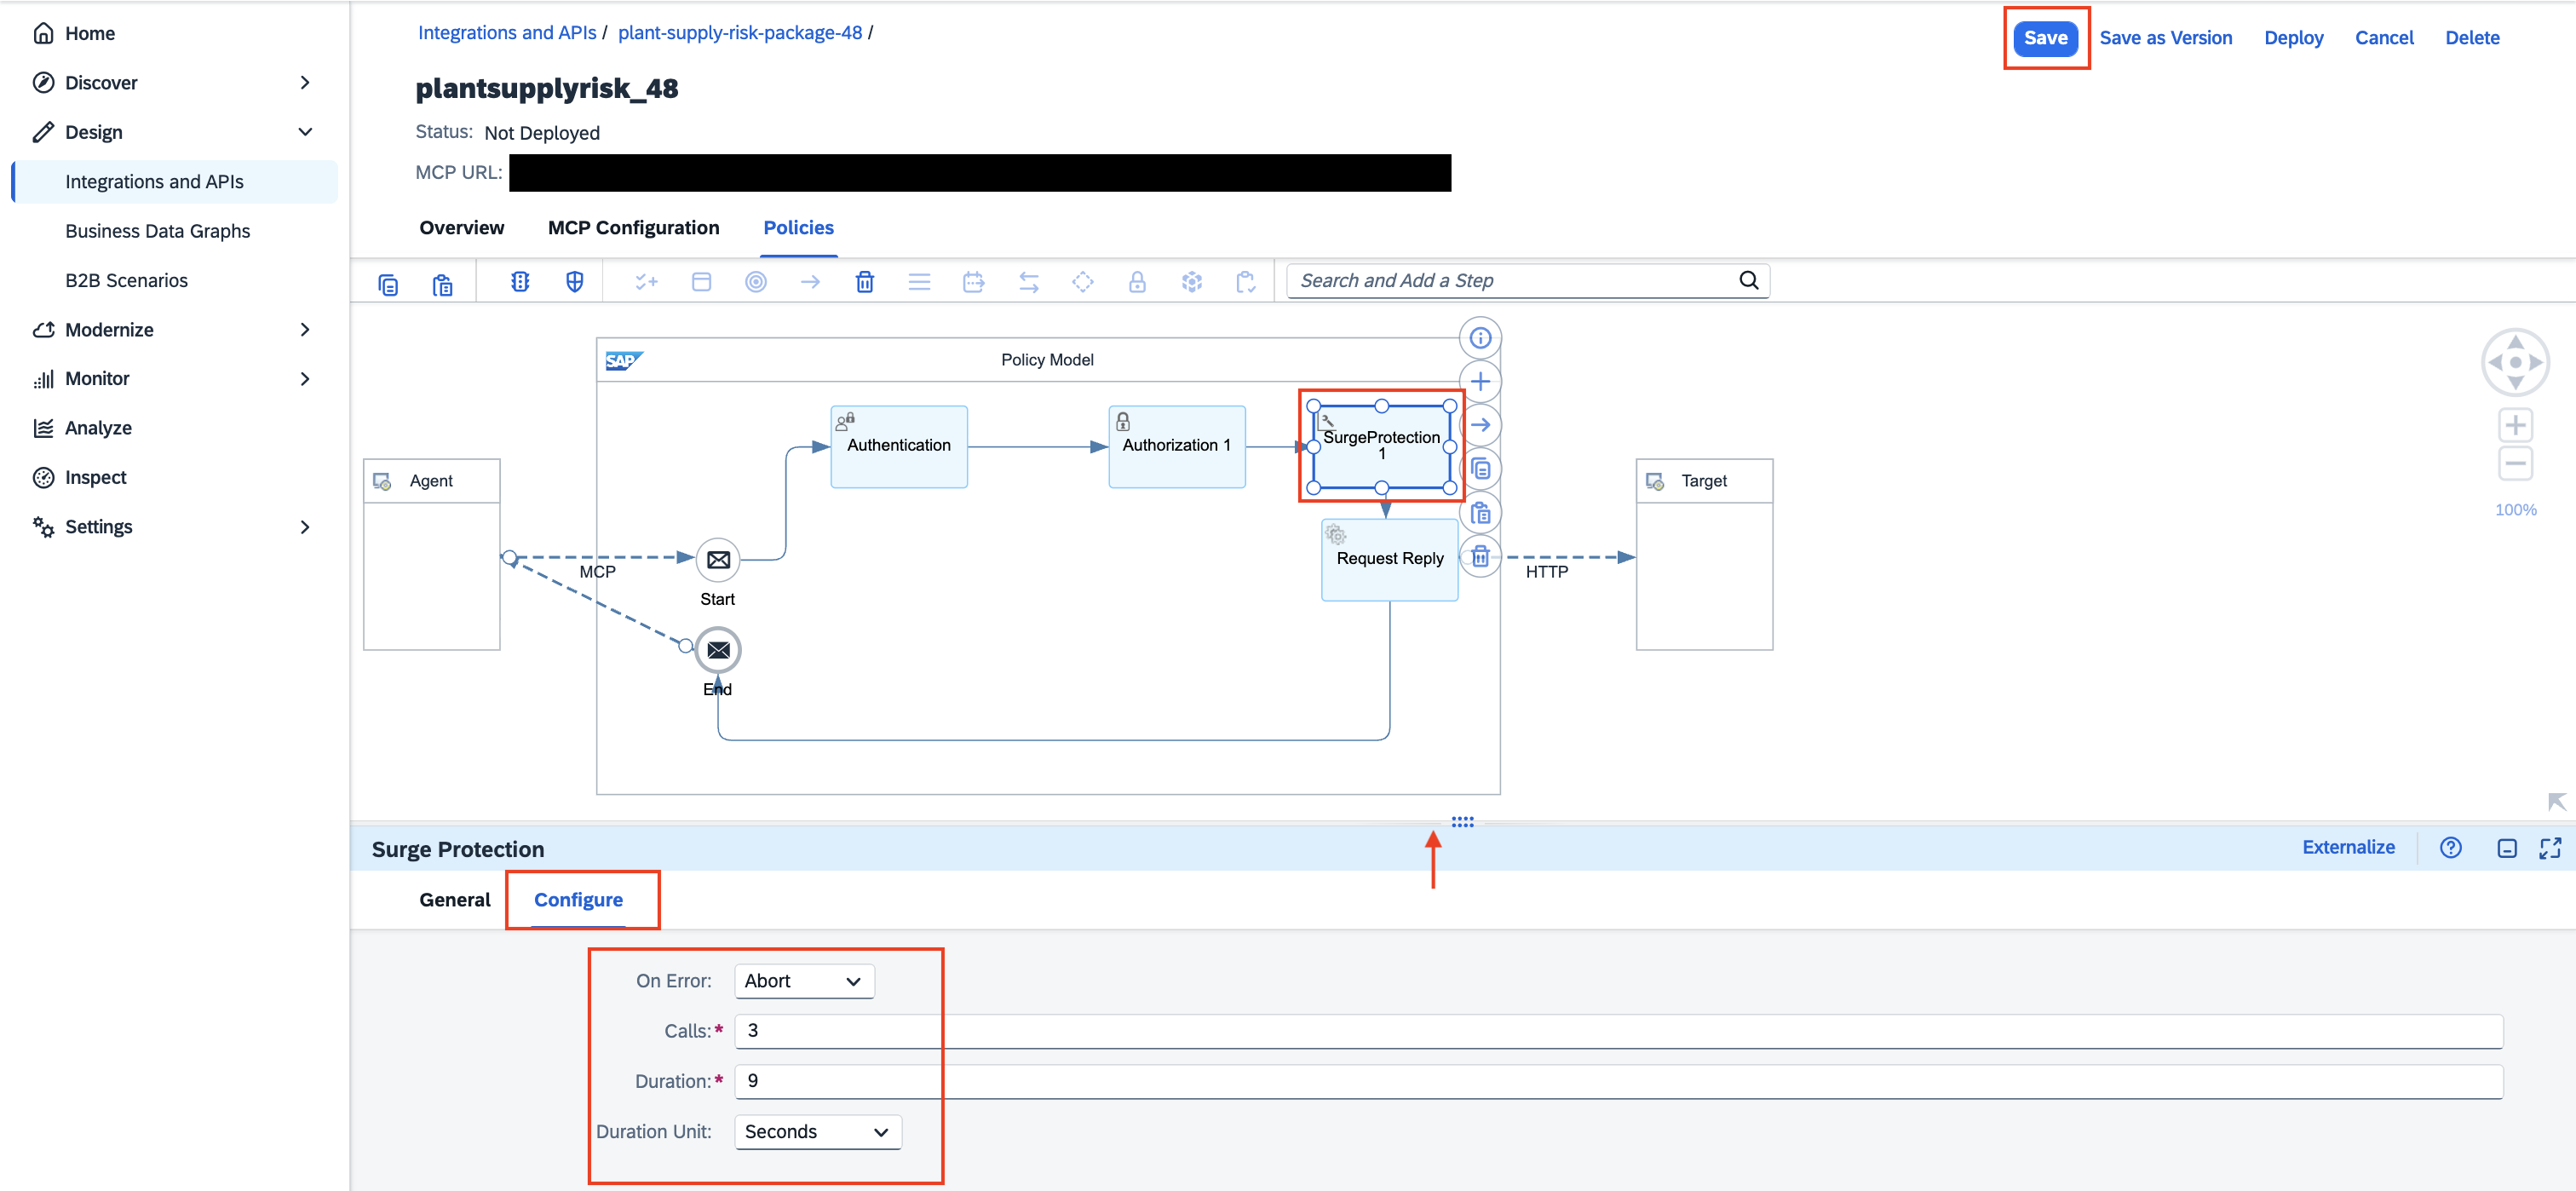 Home
Discover
Design
Integrations and APIs
Business Data Graphs
B2B Scenarios
Modernize
Monitor
Analyze
Inspect
Settings
Integrations and APIs / plant-supply-risk-package-48 /
Save
Save as Version
Deploy
Cancel
Delete
plantsupplyrisk_48
Status: Not Deployed
MCP URL:
Overview
MCP Configuration
Policies
Search and Add a Step
SAP
Policy Model
Authentication
Authorization 1
SurgeProtection
1
Agent
Target
100%
MCP
Start
Request Reply
HTTP
End
Surge Protection
Externalize
General
Configure
On Error: Abort
Calls:* 3
Duration:* 9
Duration Unit: Seconds